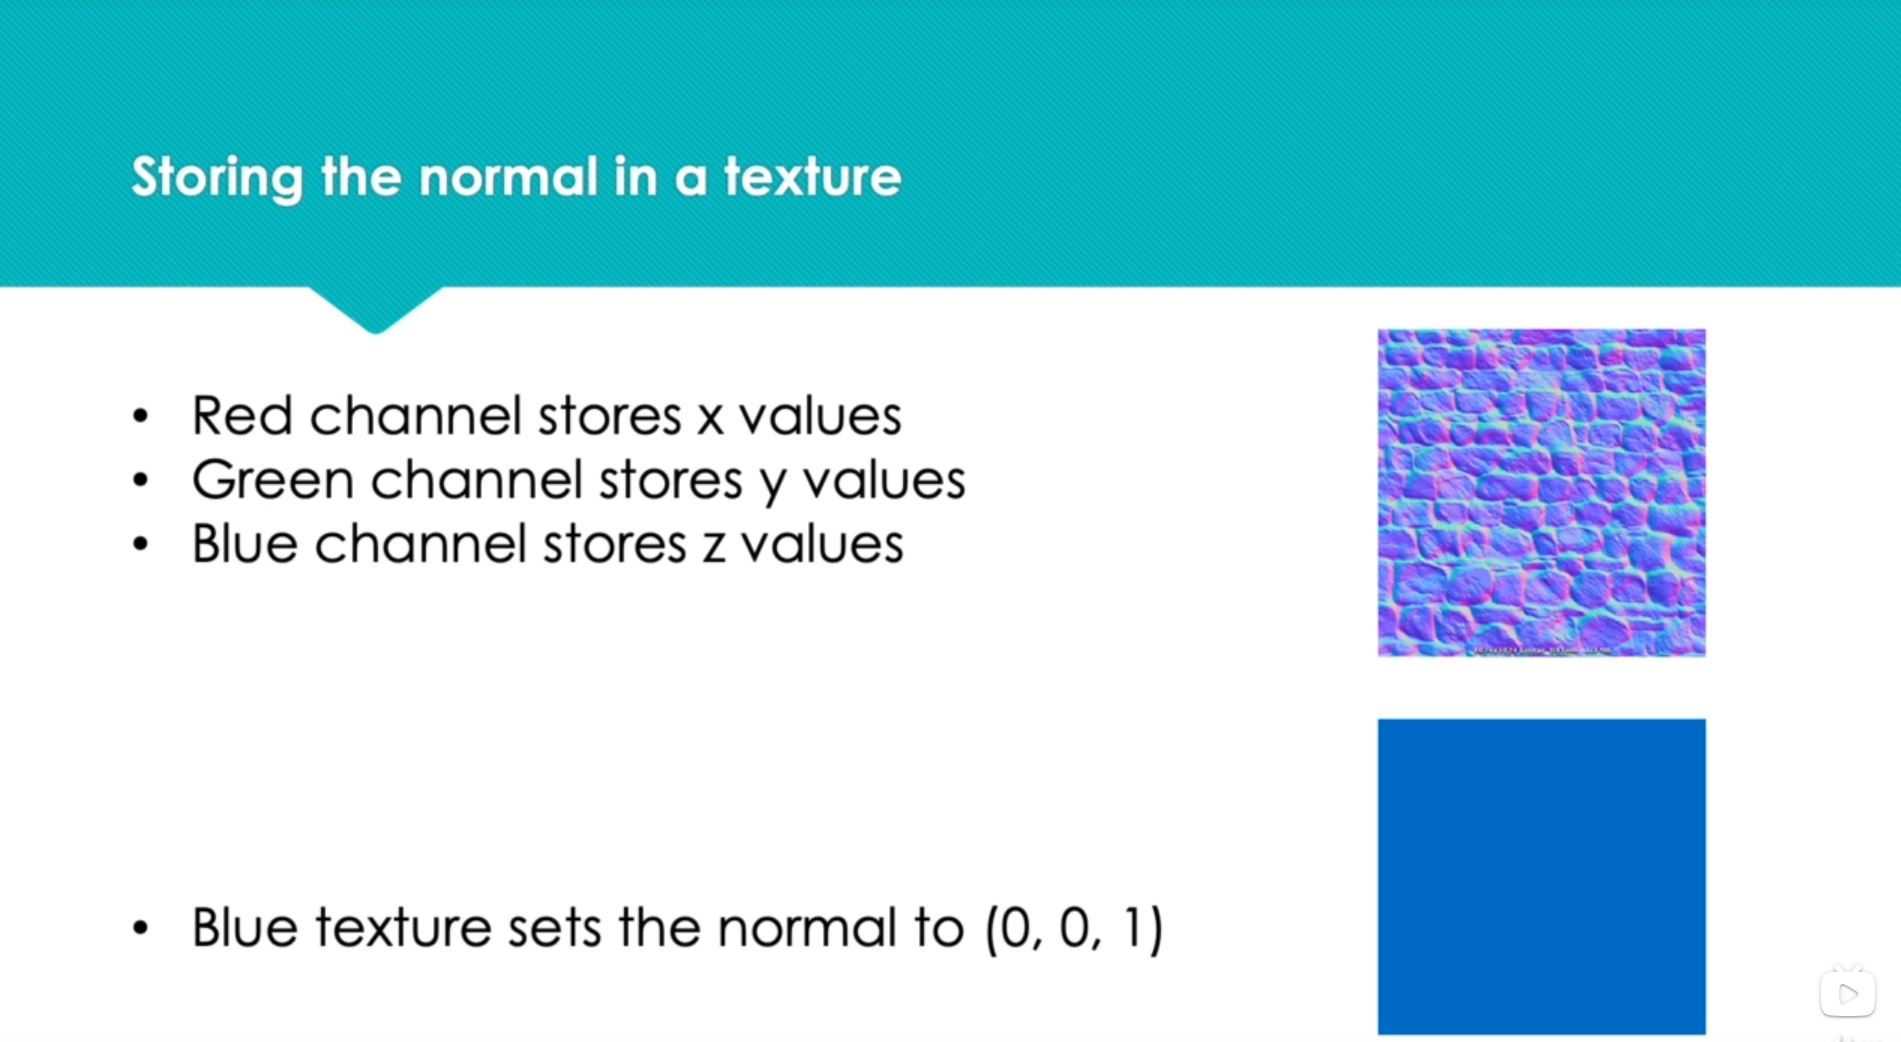 Storing the normal in a texture
• Red channel stores x values
• Green channel stores y values
• Blue channel stores z values
• Blue texture sets the normal to (0, 0, 1)